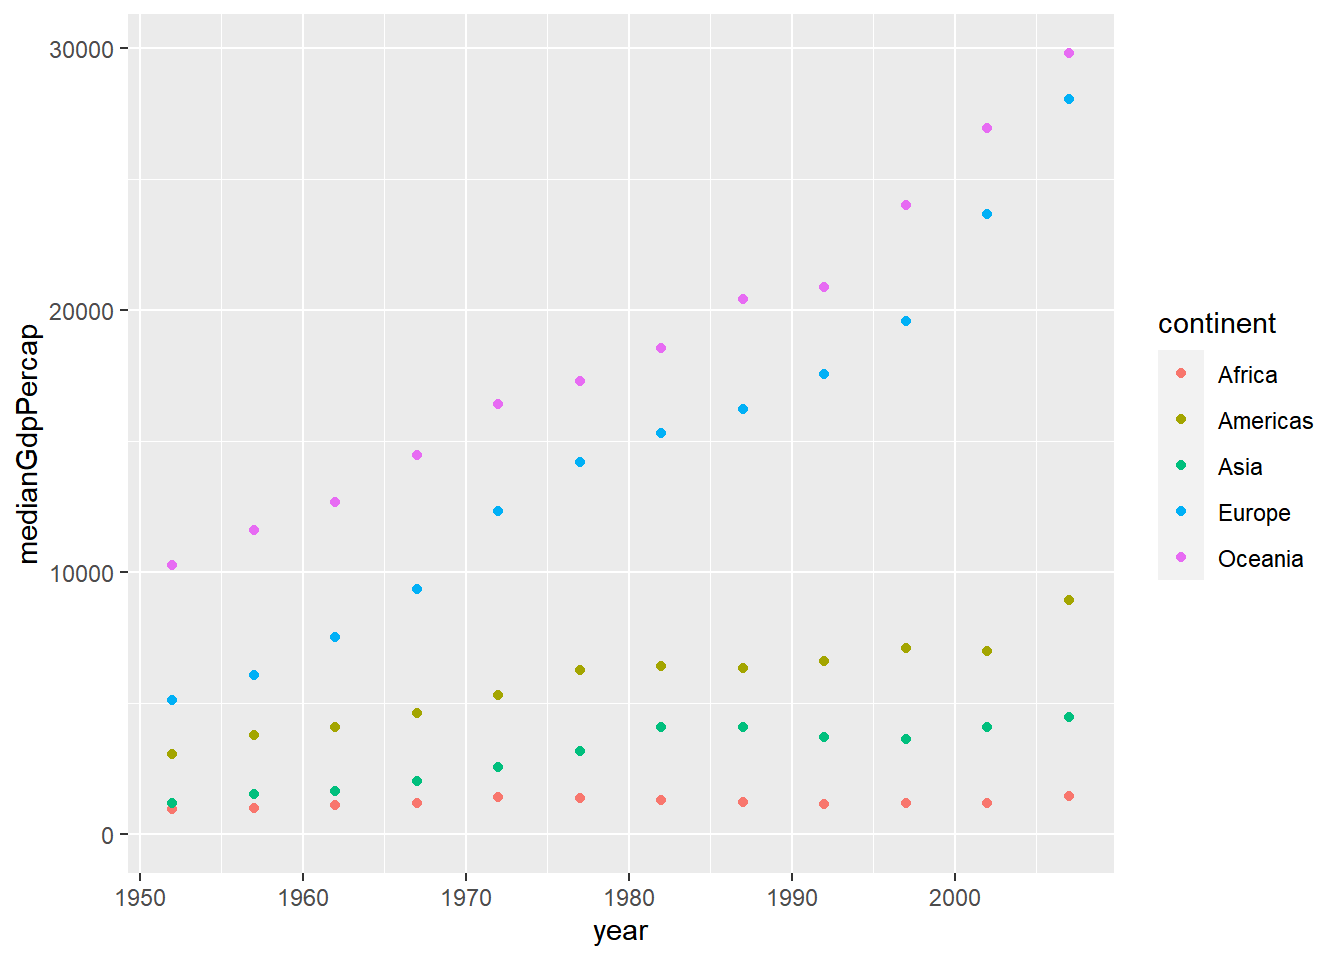 30000
20000
10000
0
medianGdpPercap
1950 1960 1970 1980 1990 2000
year
continent
Africa
Americas
Asia
Europe
Oceania